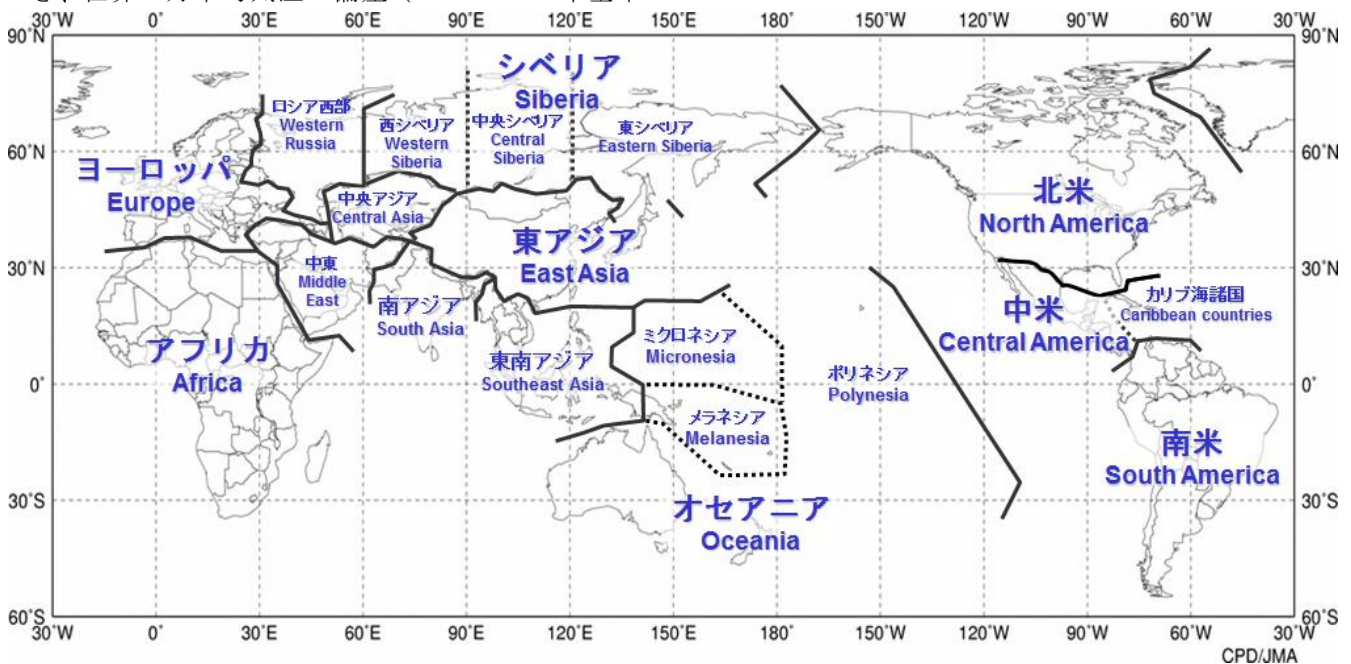 30°W 0° 30°E 60°E 90°E 120°E 150°E 180° 150°W 120°W 90°W 60°W 30°W
90°N 90°N
シベリア
Siberia
ロシア西部
Western
Russia
西シベリア
Western
Siberia
中央シベリア
Central
Siberia
東シベリア
Eastern Siberia
60°N 60°N
ヨーロッパ
Europe
中央アジア
Central Asia
東アジア
East Asia
北米
North America
30°N 30°N
中東
Middle
East
南アジア
South Asia
中米
Central America
カリブ海諸国
Caribbean countries
アフリカ
Africa
東南アジア
Southeast Asia
ミクロネシア
Micronesia
ポリネシア
Polynesia
0° 0°
メラネシア
Melanesia
南米
South America
30°S 30°S
オセアニア
Oceania
60°S 60°S
30°W 0° 30°E 60°E 90°E 120°E 150°E 180° 150°W 120°W 90°W 60°W 30°W
CPD/JMA